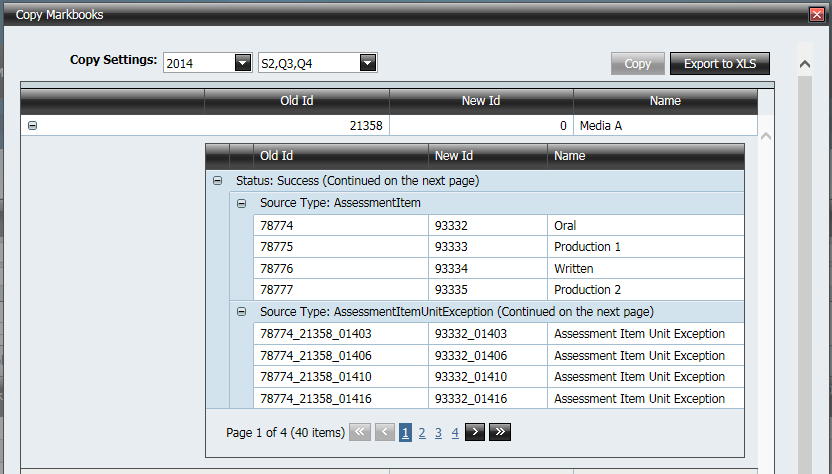 Copy Markbooks
Copy Settings: 2014 S2,Q3,Q4 Copy Export to XLS
Old Id New Id Name
21358 0 Media A
Old Id New Id Name
Status: Success (Continued on the next page)
Source Type: AssessmentItem
78774 93332 Oral
78775 93333 Production 1
78776 93334 Written
78777 93335 Production 2
Source Type: AssessmentItemUnitException (Continued on the next page)
78774_21358_01403 93332_01403 Assessment Item Unit Exception
78774_21358_01406 93332_01406 Assessment Item Unit Exception
78774_21358_01410 93332_01410 Assessment Item Unit Exception
78774_21358_01416 93332_01416 Assessment Item Unit Exception
Page 1 of 4 (40 items) 1 2 3 4